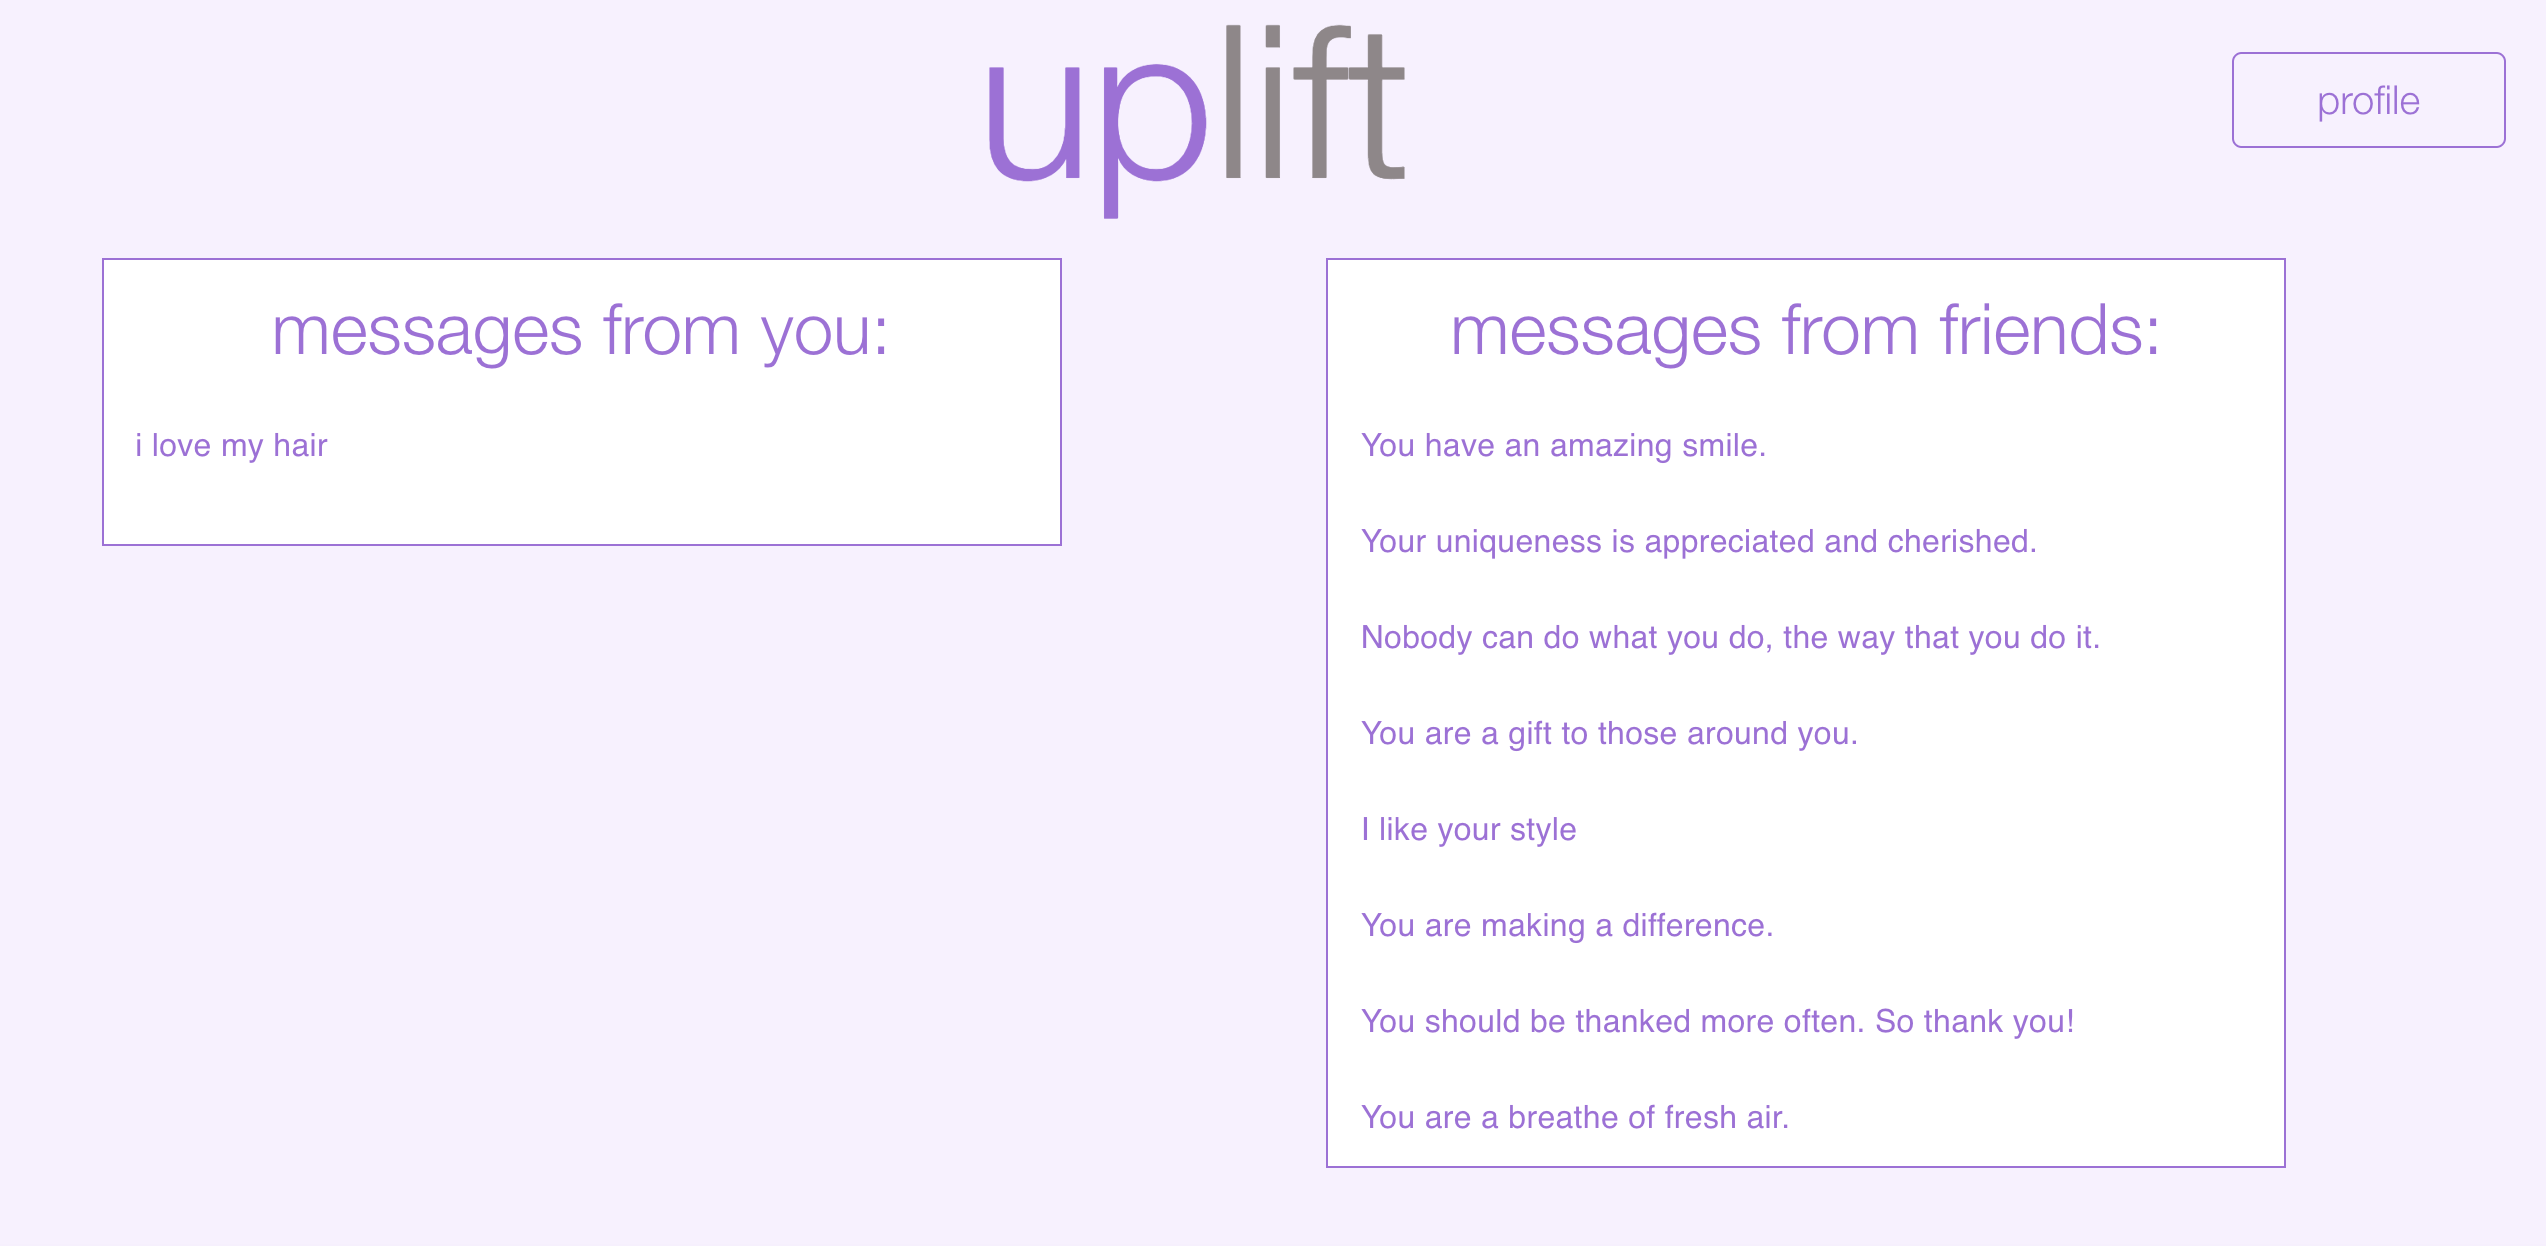 uplift
profile
messages from you:
i love my hair
messages from friends:
You have an amazing smile.
Your uniqueness is appreciated and cherished.
Nobody can do what you do, the way that you do it.
You are a gift to those around you.
I like your style
You are making a difference.
You should be thanked more often. So thank you!
You are a breathe of fresh air.